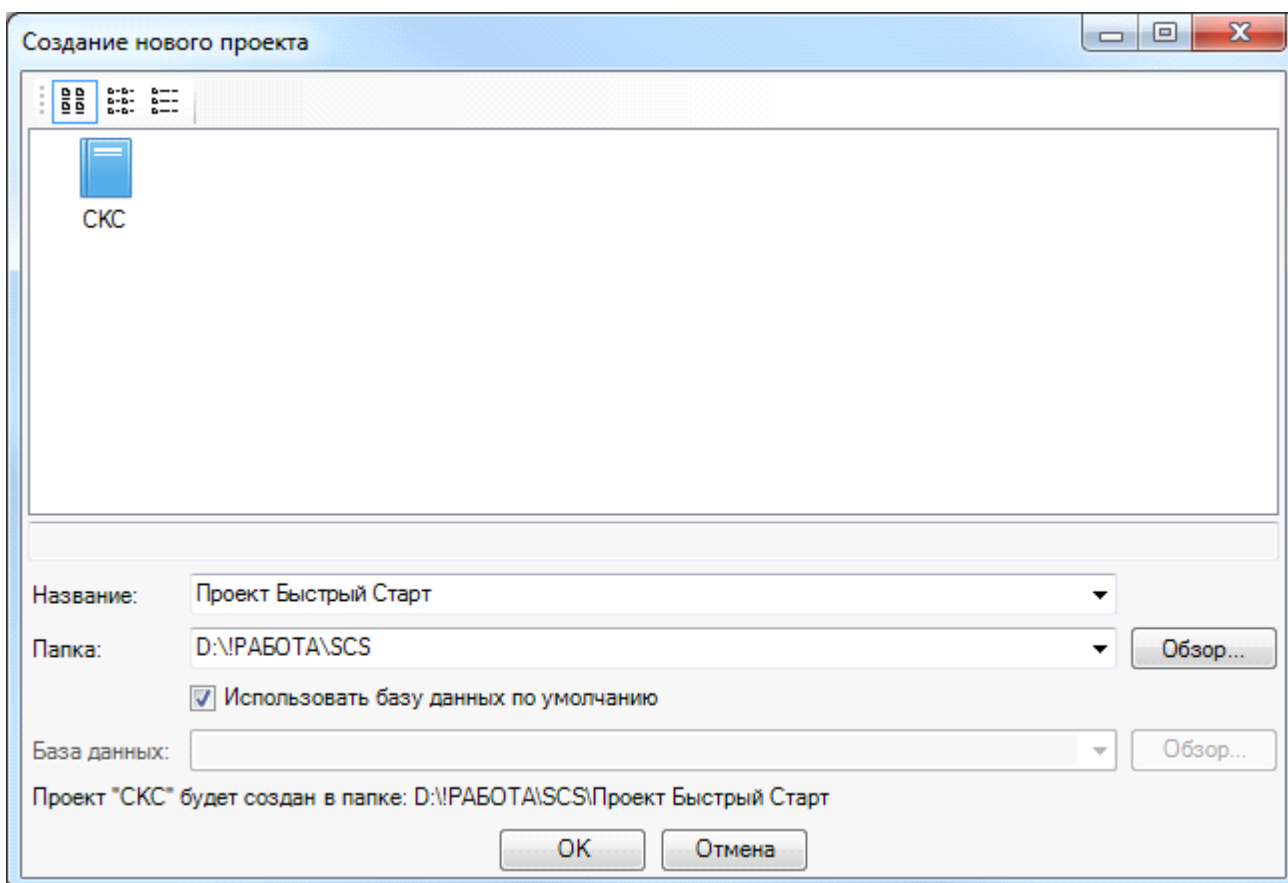 Создание нового проекта
СКС
Название: Проект Быстрый Старт
Папка: D:\!РАБОТА\SCS Обзор...
Использовать базу данных по умолчанию
База данных: Обзор...
Проект "СКС" будет создан в папке: D:\!РАБОТА\SCS\Проект Быстрый Старт
OK Отмена